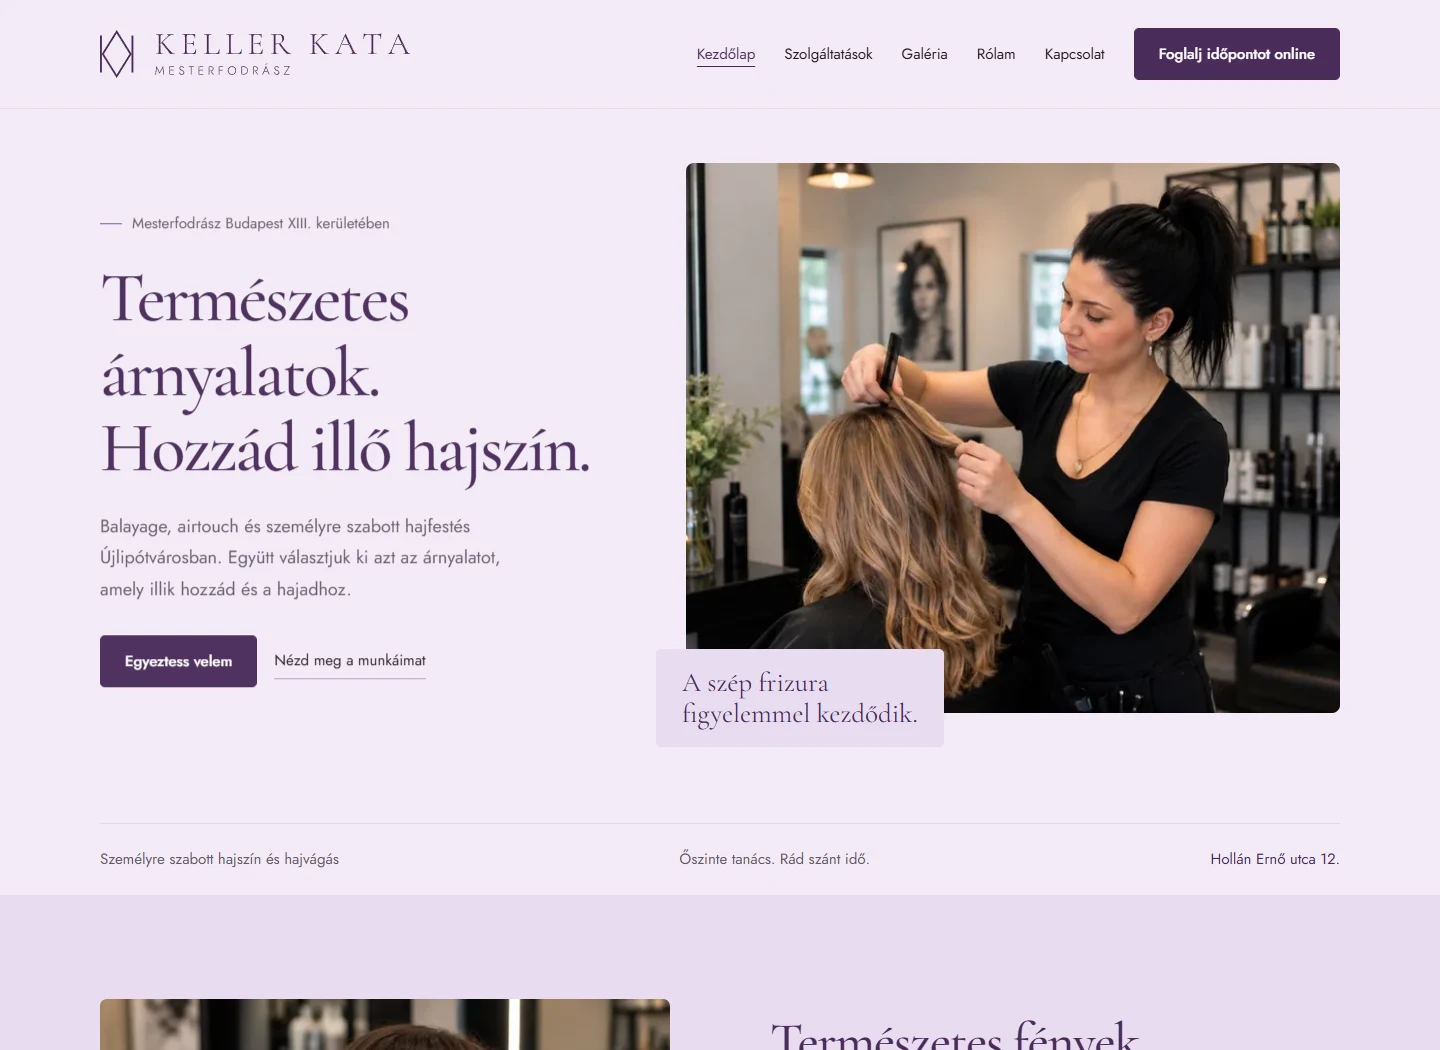 KELLER KATA
MESTERFODRÁSZ
Kezdőlap
Szolgáltatások
Galéria
Rólam
Kapcsolat
Foglalj időpontot online
Mesterfodrász Budapest XIII. kerületében
Természetes
árnyalatok.
Hozzád illő hajszín.
Balayage, airtouch és személyre szabott hajfestés
Újlipótvárosban. Együtt választjuk ki azt az árnyalatot,
amely illik hozzád és a hajadhoz.
Egyeztess velem
Nézd meg a munkáimat
A szép frizura
figyelemmel kezdődik.
Személyre szabott hajszín és hajvágás
Őszinte tanács. Rád szánt idő.
Hollán Ernő utca 12.
Természetes fények